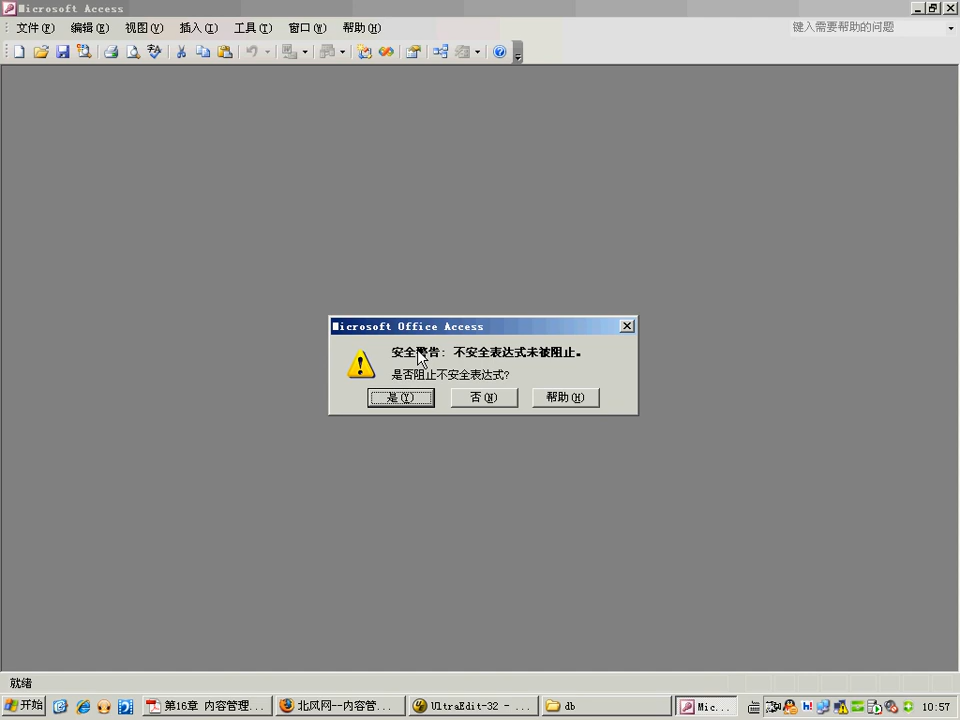 Microsoft Access
文件(F) 编辑(E) 视图(V) 插入(I) 工具(T) 窗口(W) 帮助(H) 键入需要帮助的问题
Microsoft Office Access
安全警告: 不安全表达式未被阻止。
是否阻止不安全表达式?
是(Y) 否(N) 帮助(H)
就绪
开始 第16章 内容管理... 北风网--内容管... UltraEdit-32 - ... db Mic... 10:57